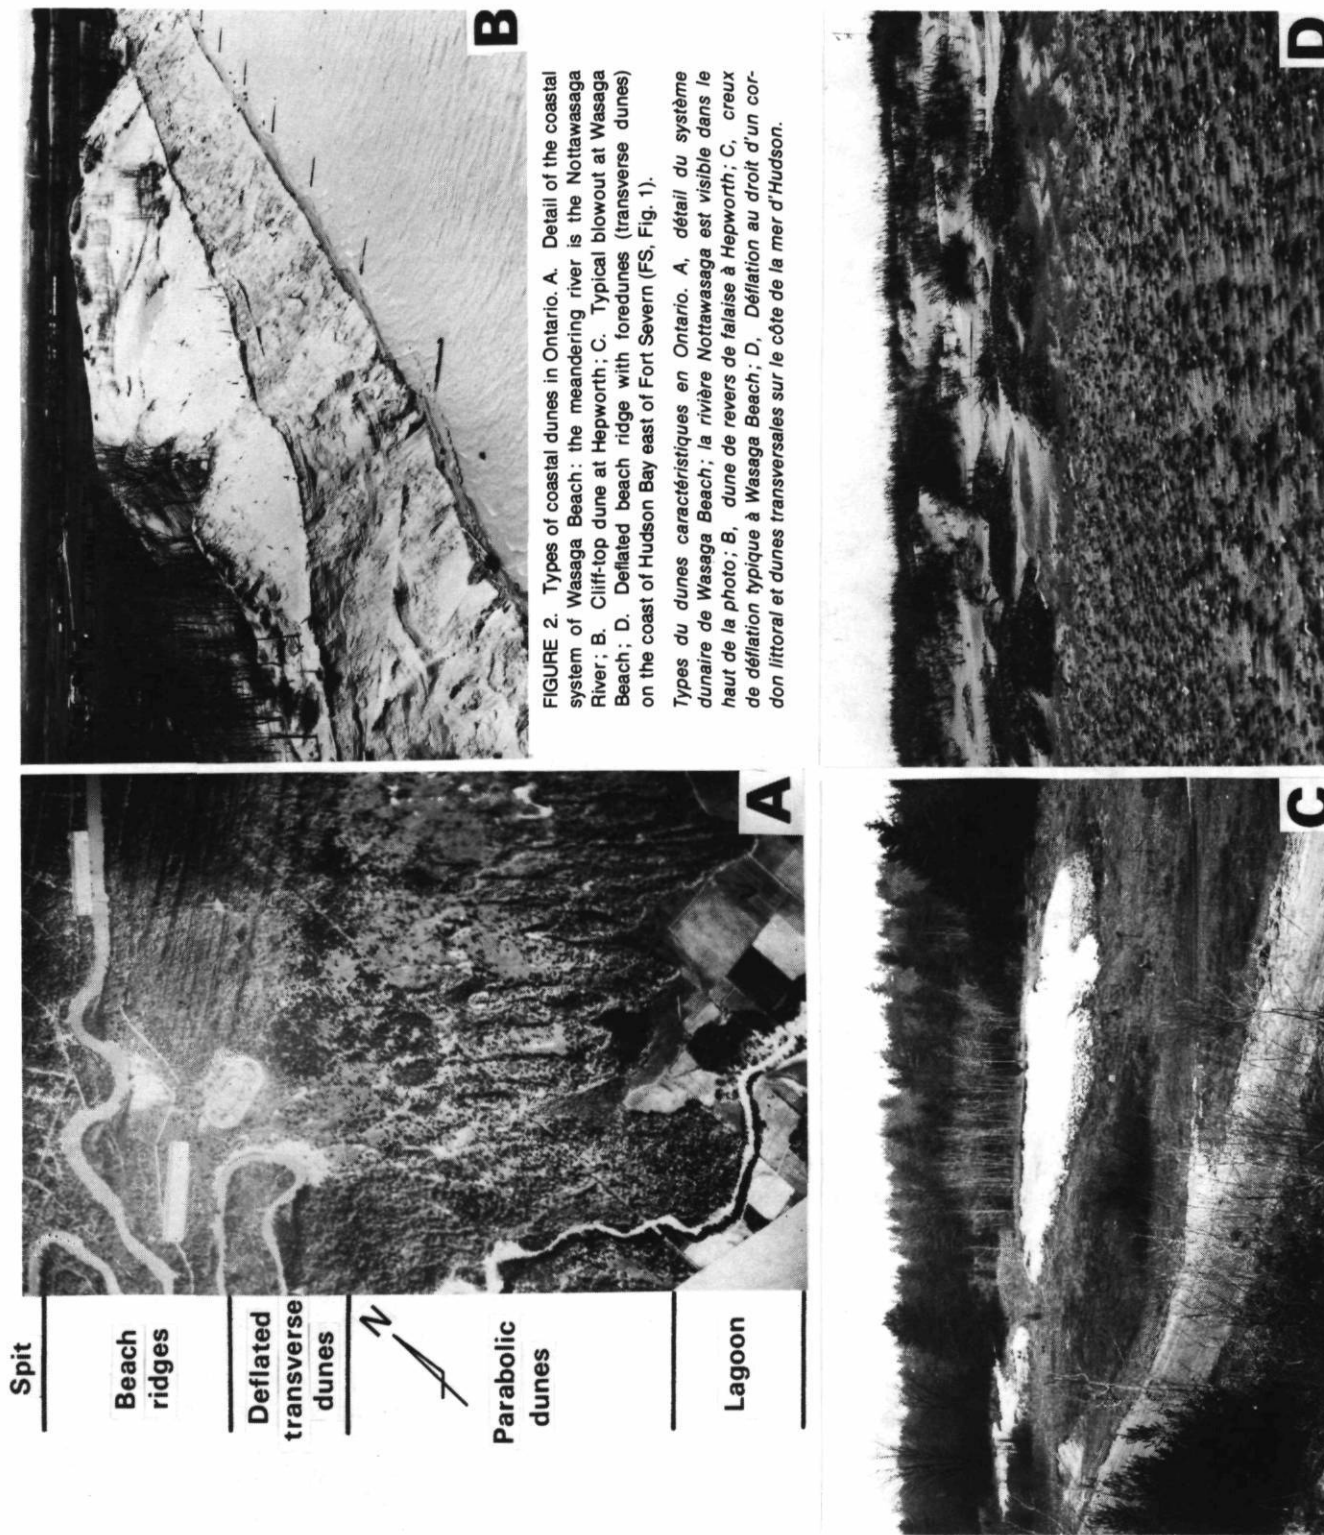 Spit
Beach
ridges
Deflated
transverse
dunes
N
Parabolic
dunes
Lagoon
A
B
FIGURE 2. Types of coastal dunes in Ontario. A. Detail of the coastal
system of Wasaga Beach: the meandering river is the Nottawasaga
River; B. Cliff-top dune at Hepworth; C. Typical blowout at Wasaga
Beach; D. Deflated beach ridge with foredunes (transverse dunes)
on the coast of Hudson Bay east of Fort Severn (FS, Fig. 1).
Types du dunes caractéristiques en Ontario. A, détail du système
dunaire de Wasaga Beach; la rivière Nottawasaga est visible dans le
haut de la photo; B, dune de revers de falaise à Hepworth; C, creux
de déflation typique à Wasaga Beach; D, Déflation au droit d'un cor-
don littoral et dunes transversales sur le côte de la mer d'Hudson.
C
D